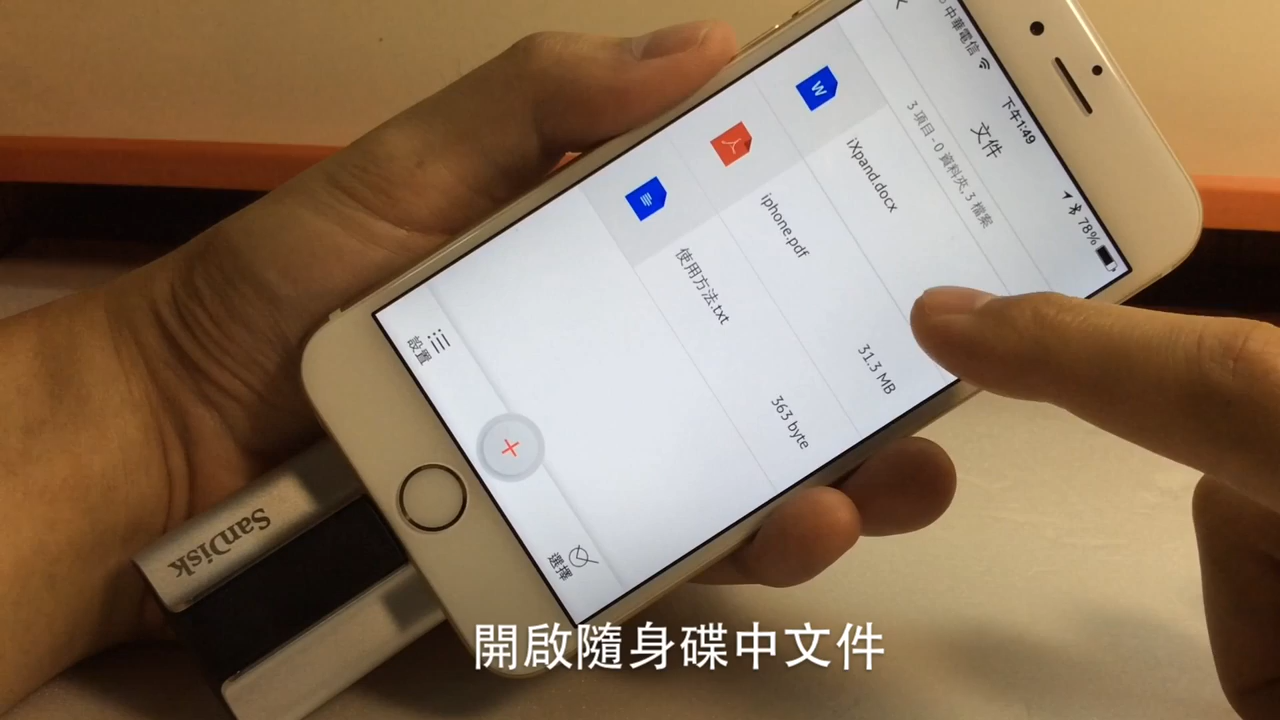 中華電信
下午1:49
78%
文件
3 項目 - 0 資料夾, 3 檔案
iXpand.docx
iphone.pdf
31.3 MB
使用方法.txt
363 byte
設置
選擇
SanDisk
開啟隨身碟中文件